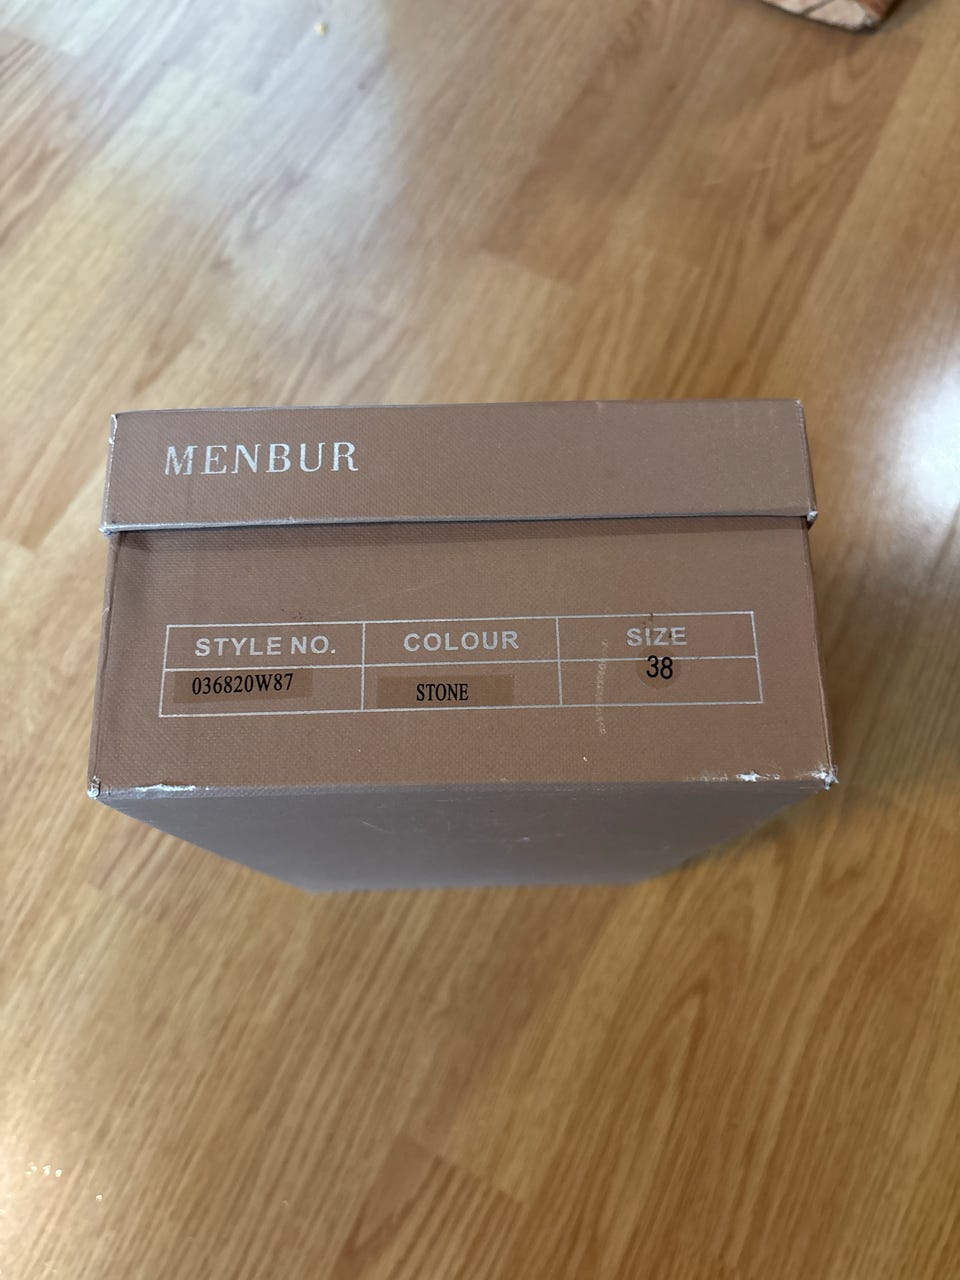 MENBUR
STYLE NO. COLOUR SIZE
036820W87 STONE 38